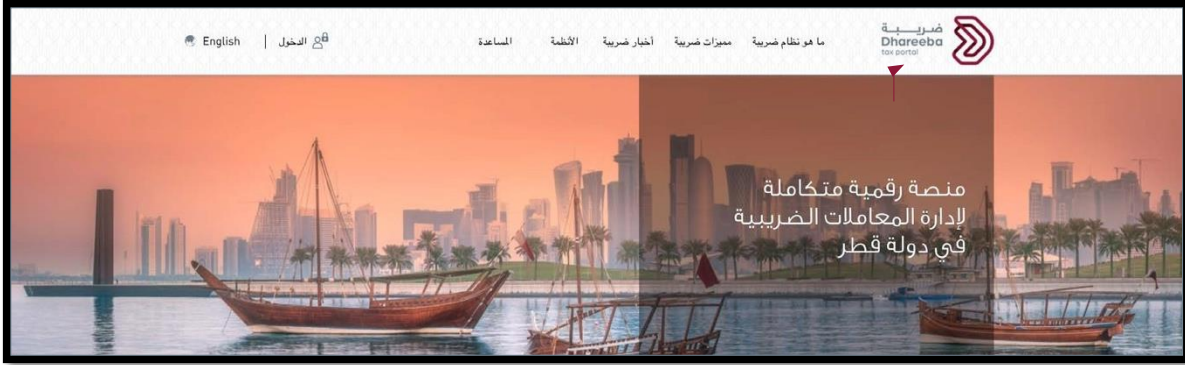 ضريبة
Dhareeba
tax portal
ما هو نظام ضريبة
مميزات ضريبة
أخبار ضريبة
الأنظمة
المساعدة
الدخول
English
منصة رقمية متكاملة
لإدارة المعاملات الضريبية
في دولة قطر